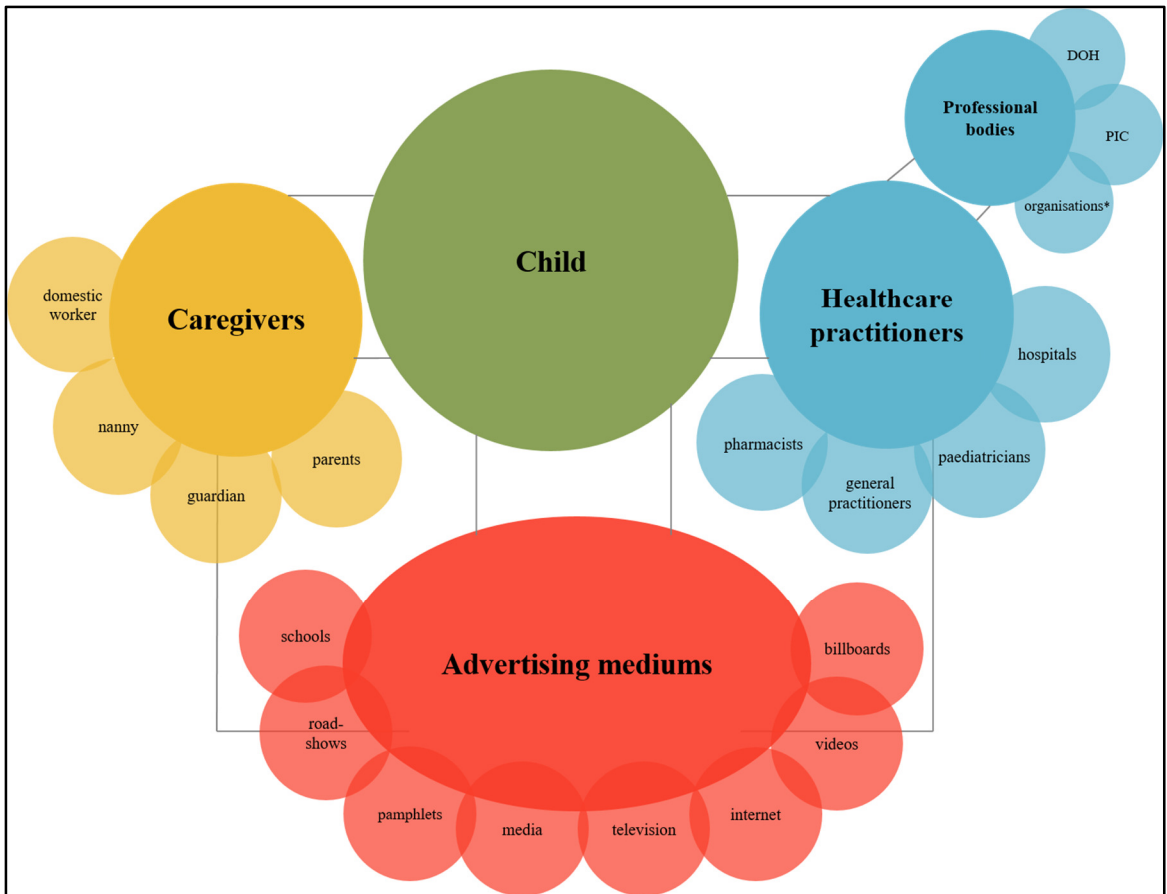 DOH
Professional
bodies
PIC
organisations*
Child
Caregivers
domestic
worker
nanny
guardian
parents
Healthcare
practitioners
hospitals
pharmacists
general
practitioners
paediatricians
Advertising mediums
schools
road-
shows
pamphlets
media
television
internet
videos
billboards